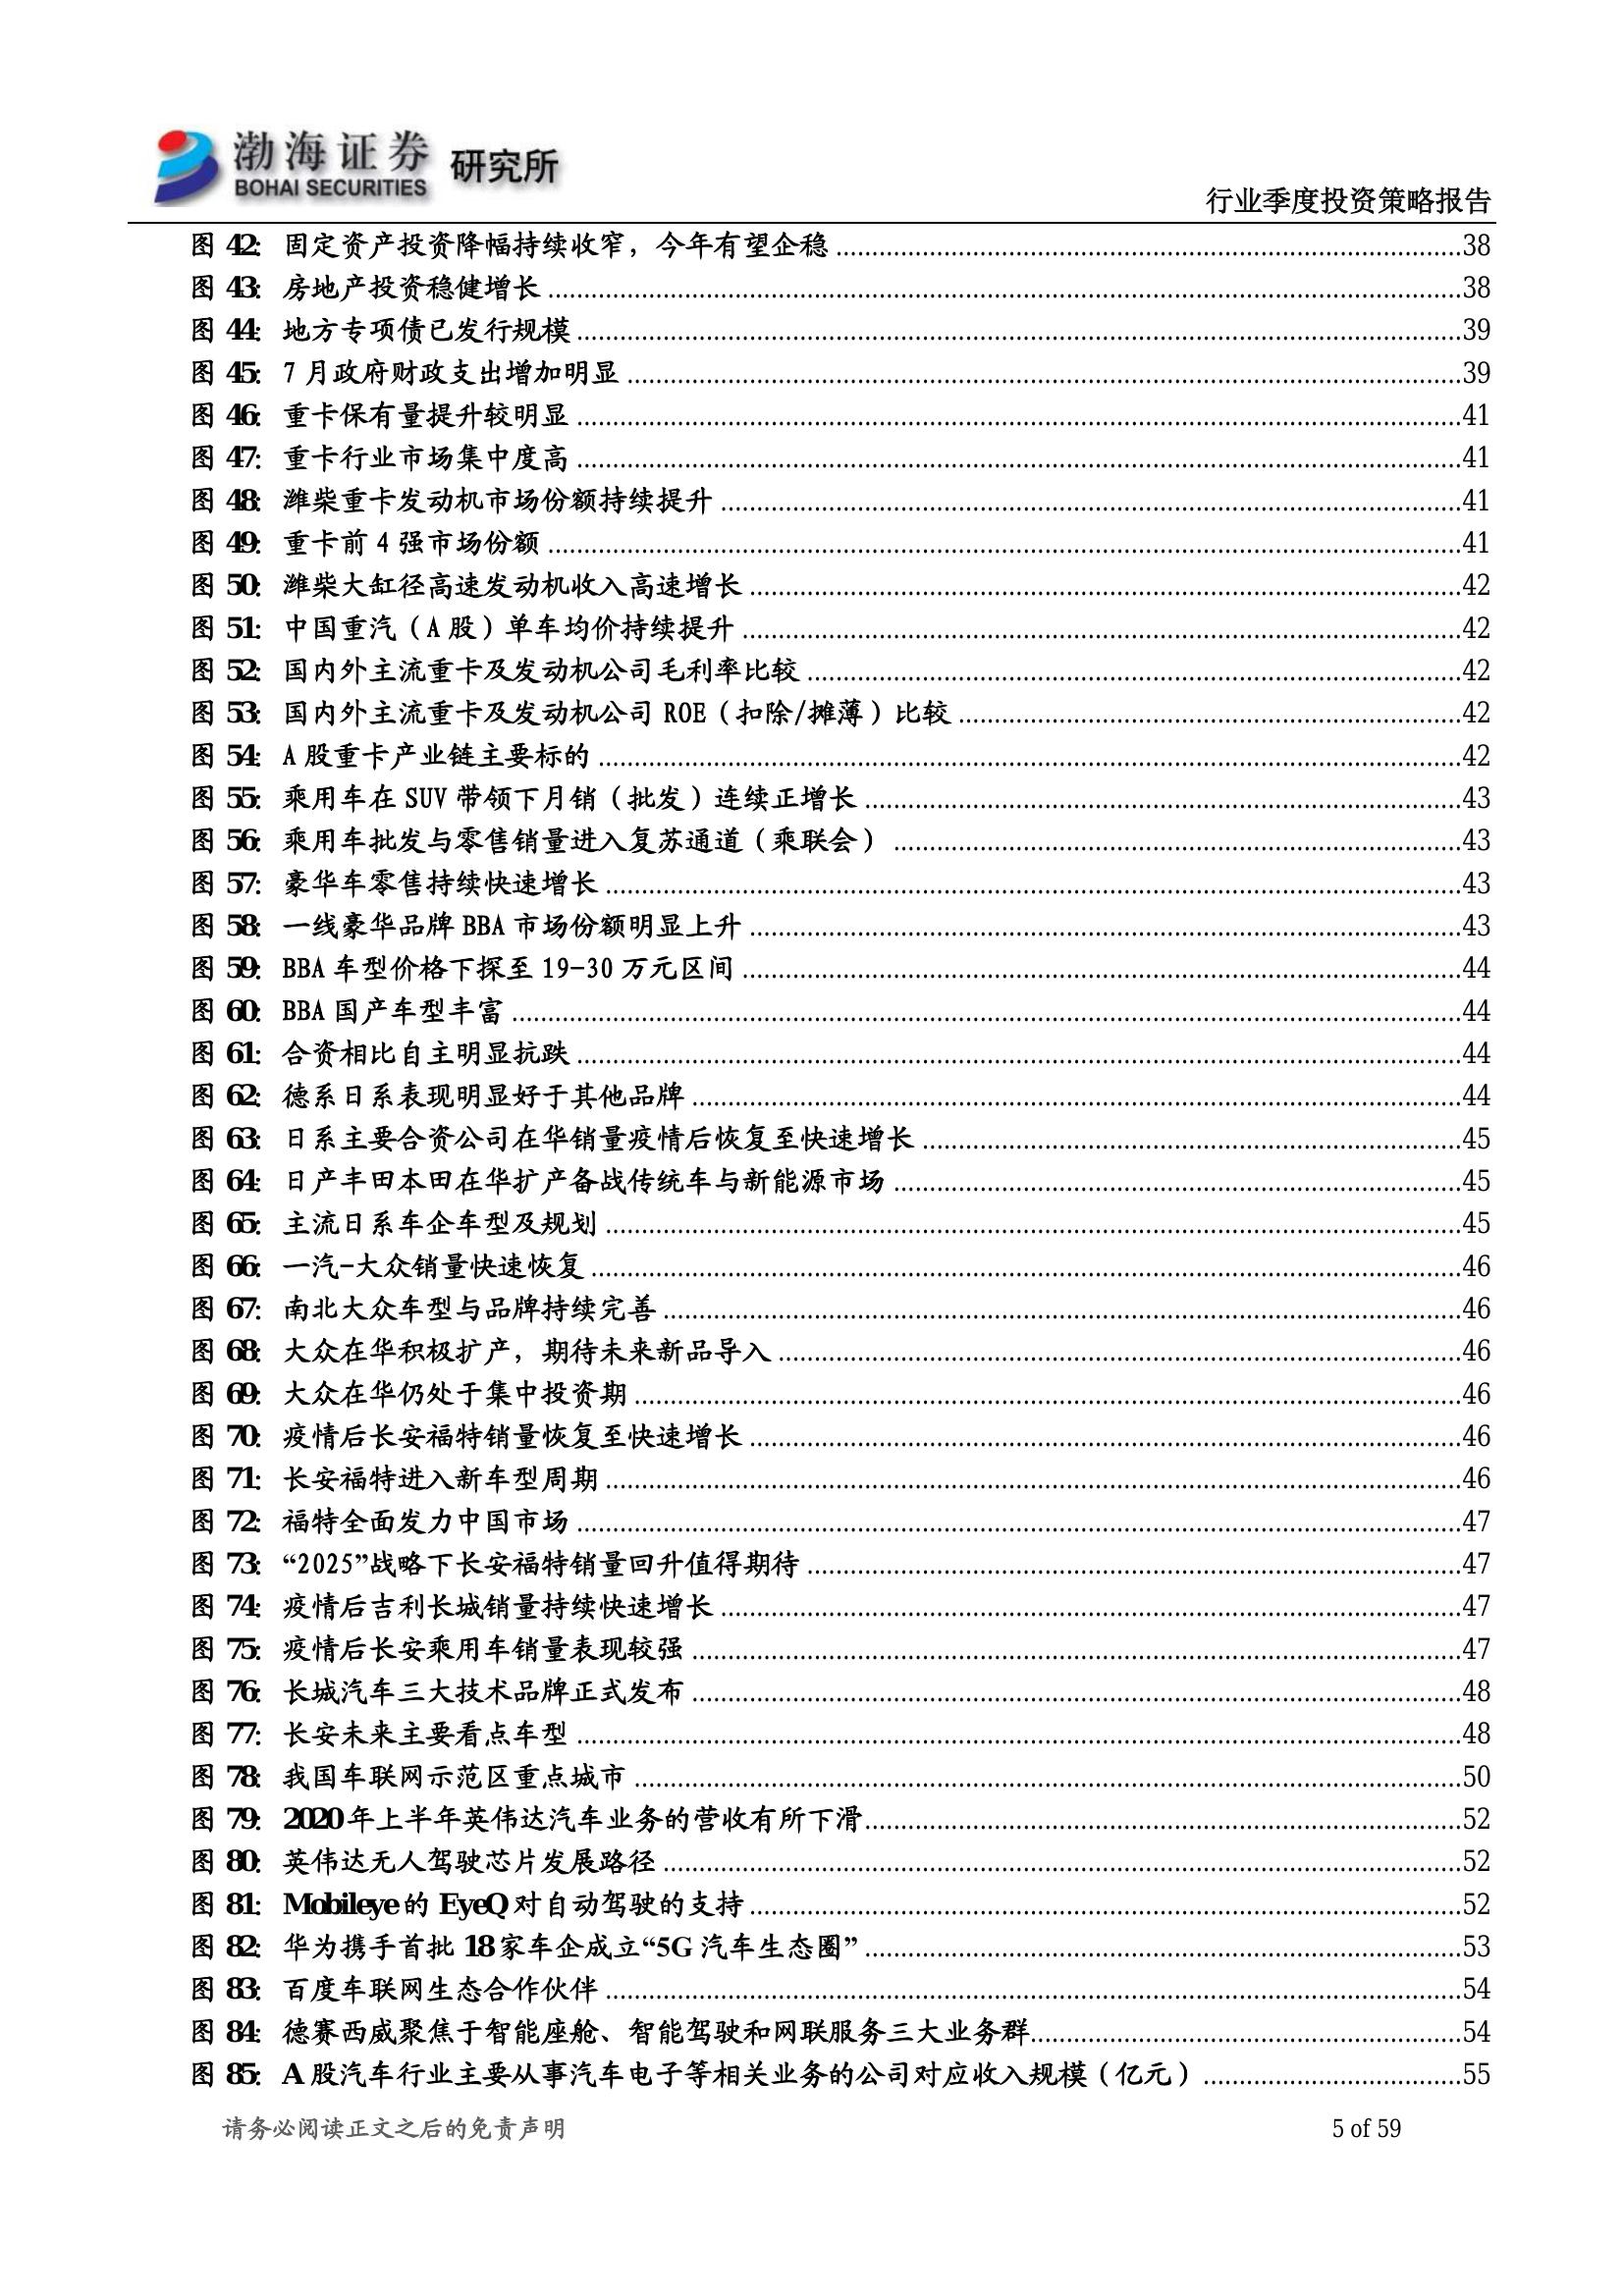 渤海证券 研究所
BOHAI SECURITIES
行业季度投资策略报告
图 42: 固定资产投资降幅持续收窄，今年有望企稳 ........ 38
图 43: 房地产投资稳健增长 ........ 38
图 44: 地方专项债已发行规模 ........ 39
图 45: 7 月政府财政支出增加明显 ........ 39
图 46: 重卡保有量提升较明显 ........ 41
图 47: 重卡行业市场集中度高 ........ 41
图 48: 潍柴重卡发动机市场份额持续提升 ........ 41
图 49: 重卡前 4 强市场份额 ........ 41
图 50: 潍柴大缸径高速发动机收入高速增长 ........ 42
图 51: 中国重汽（A 股）单车均价持续提升 ........ 42
图 52: 国内外主流重卡及发动机公司毛利率比较 ........ 42
图 53: 国内外主流重卡及发动机公司 ROE（扣除/摊薄）比较 ........ 42
图 54: A 股重卡产业链主要标的 ........ 42
图 55: 乘用车在 SUV 带领下月销（批发）连续正增长 ........ 43
图 56: 乘用车批发与零售销量进入复苏通道（乘联会） ........ 43
图 57: 豪华车零售持续快速增长 ........ 43
图 58: 一线豪华品牌 BBA 市场份额明显上升 ........ 43
图 59: BBA 车型价格下探至 19-30 万元区间 ........ 44
图 60: BBA 国产车型丰富 ........ 44
图 61: 合资相比自主明显抗跌 ........ 44
图 62: 德系日系表现明显好于其他品牌 ........ 44
图 63: 日系主要合资公司在华销量疫情后恢复至快速增长 ........ 45
图 64: 日产丰田本田在华扩产备战传统车与新能源市场 ........ 45
图 65: 主流日系车企车型及规划 ........ 45
图 66: 一汽-大众销量快速恢复 ........ 46
图 67: 南北大众车型与品牌持续完善 ........ 46
图 68: 大众在华积极扩产，期待未来新品导入 ........ 46
图 69: 大众在华仍处于集中投资期 ........ 46
图 70: 疫情后长安福特销量恢复至快速增长 ........ 46
图 71: 长安福特进入新车型周期 ........ 46
图 72: 福特全面发力中国市场 ........ 47
图 73: “2025”战略下长安福特销量回升值得期待 ........ 47
图 74: 疫情后吉利长城销量持续快速增长 ........ 47
图 75: 疫情后长安乘用车销量表现较强 ........ 47
图 76: 长城汽车三大技术品牌正式发布 ........ 48
图 77: 长安未来主要看点车型 ........ 48
图 78: 我国车联网示范区重点城市 ........ 50
图 79: 2020 年上半年英伟达汽车业务的营收有所下滑 ........ 52
图 80: 英伟达无人驾驶芯片发展路径 ........ 52
图 81: Mobileye 的 EyeQ 对自动驾驶的支持 ........ 52
图 82: 华为携手首批 18 家车企成立“5G 汽车生态圈” ........ 53
图 83: 百度车联网生态合作伙伴 ........ 54
图 84: 德赛西威聚焦于智能座舱、智能驾驶和网联服务三大业务群 ........ 54
图 85: A 股汽车行业主要从事汽车电子等相关业务的公司对应收入规模（亿元） ........ 55
请务必阅读正文之后的免责声明 5 of 59